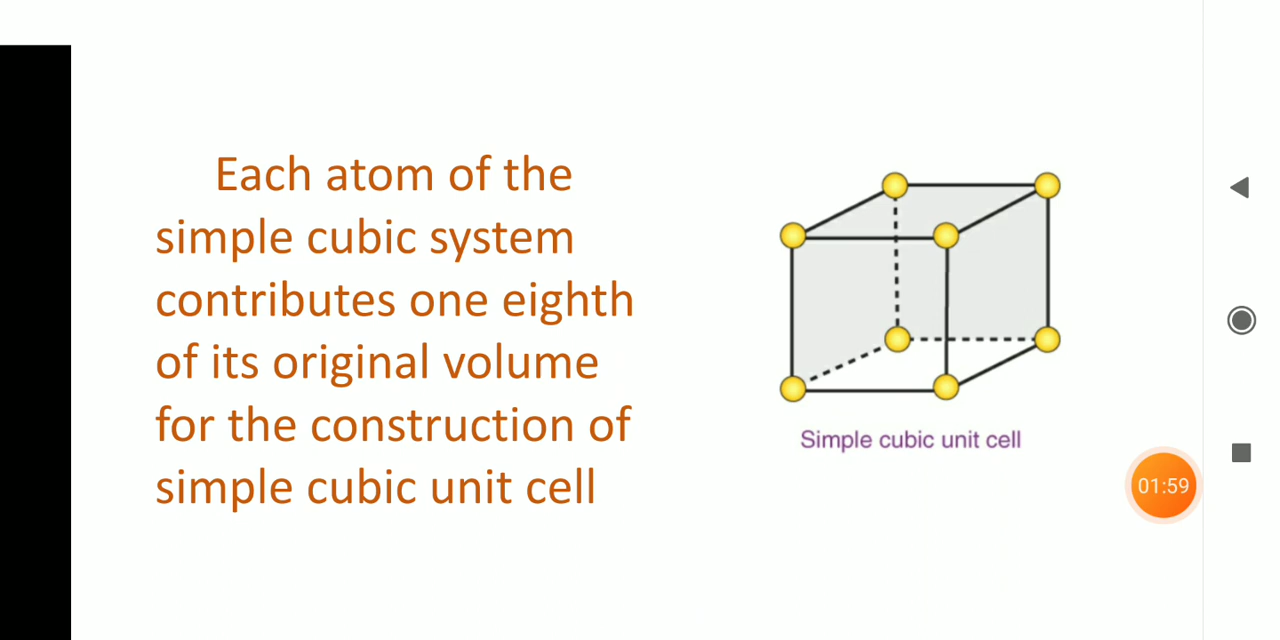 Each atom of the
simple cubic system
contributes one eighth
of its original volume
for the construction of
simple cubic unit cell
Simple cubic unit cell
01:59